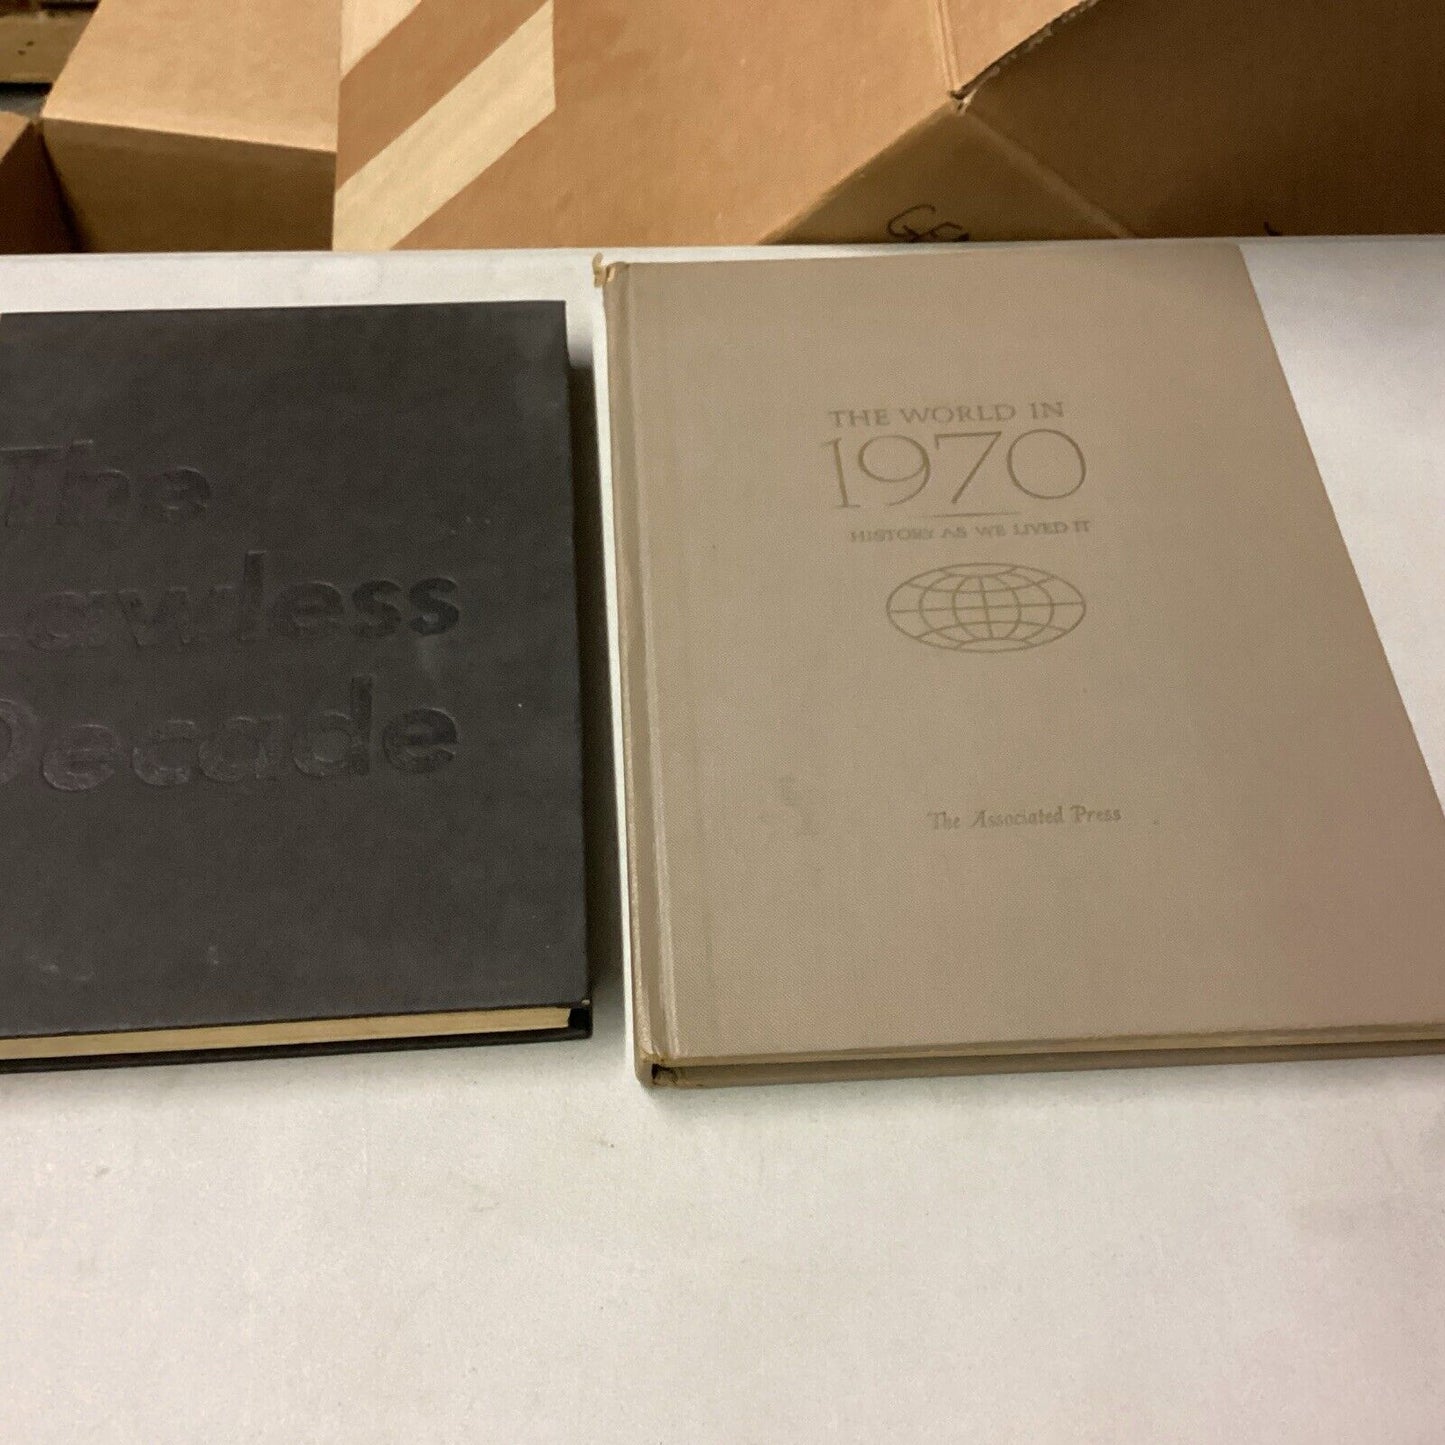 The
Lawless
Decade
THE WORLD IN
1970
HISTORY AS WE LIVED IT
The Associated Press